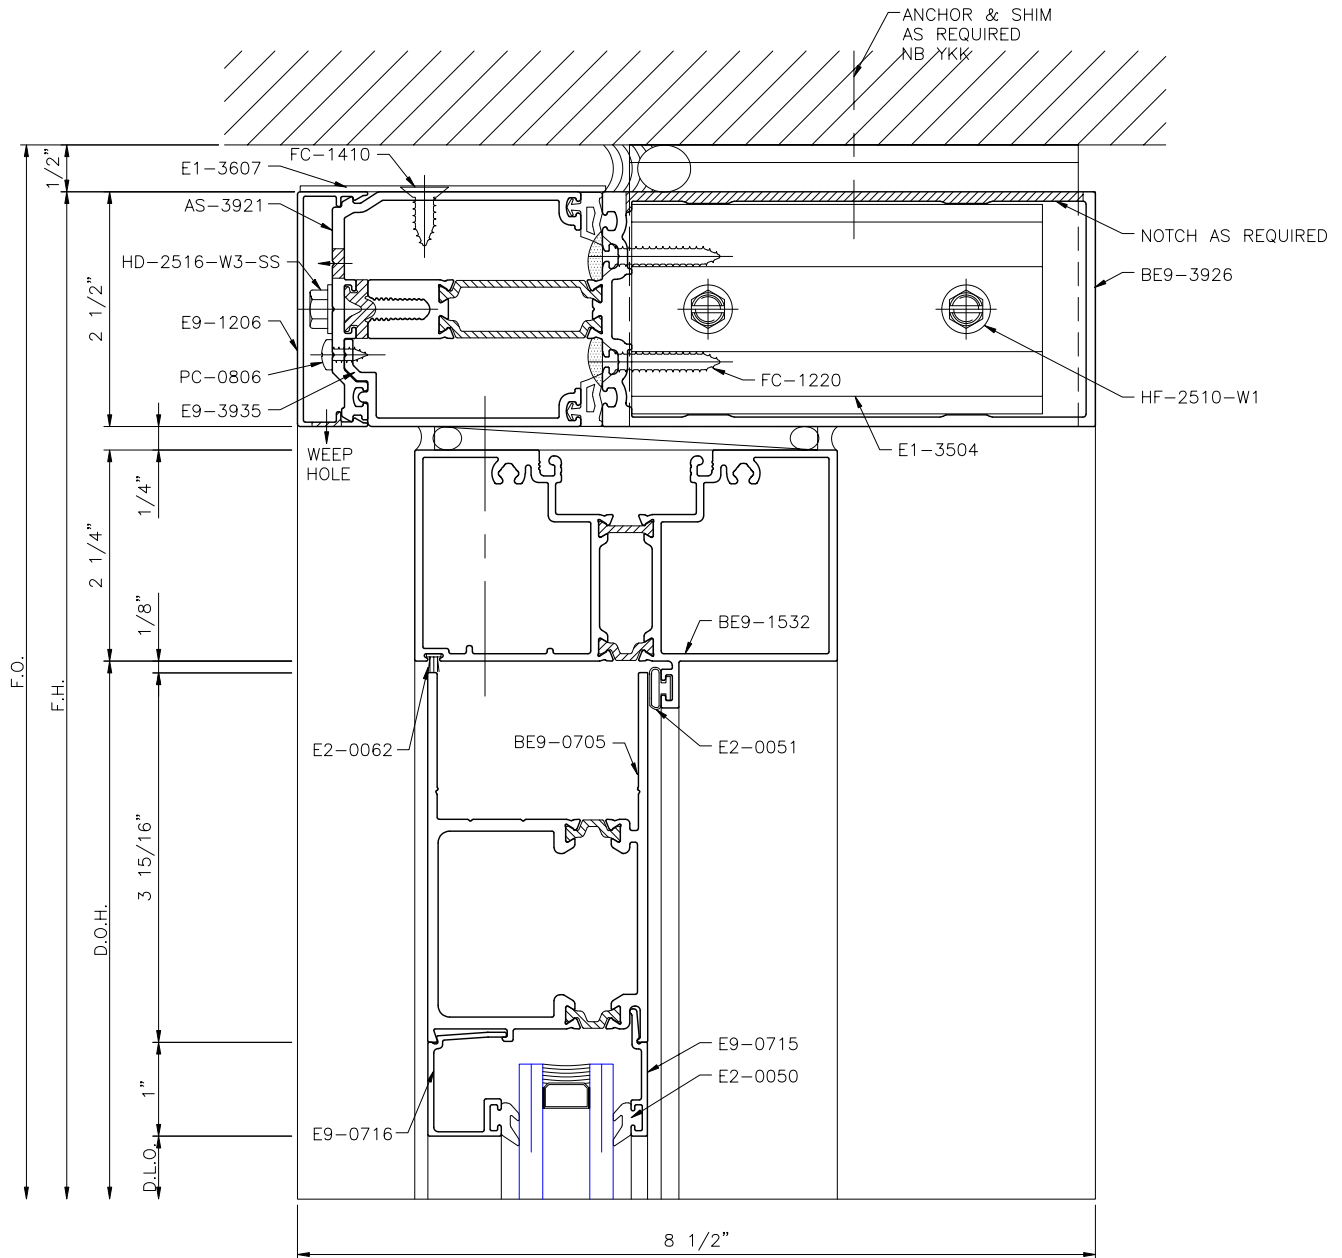 ANCHOR & SHIM
AS REQUIRED
NB YKK
1/2"
FC-1410
E1-3607
AS-3921
HD-2516-W3-SS
E9-1206
PC-0806
E9-3935
2 1/2"
NOTCH AS REQUIRED
BE9-3926
FC-1220
HF-2510-W1
E1-3504
WEEP
HOLE
1/4"
2 1/4"
1/8"
BE9-1532
F.O.
F.H.
E2-0062
BE9-0705
E2-0051
3 15/16"
D.O.H.
E9-0715
E2-0050
1"
E9-0716
D.L.O.
8 1/2"